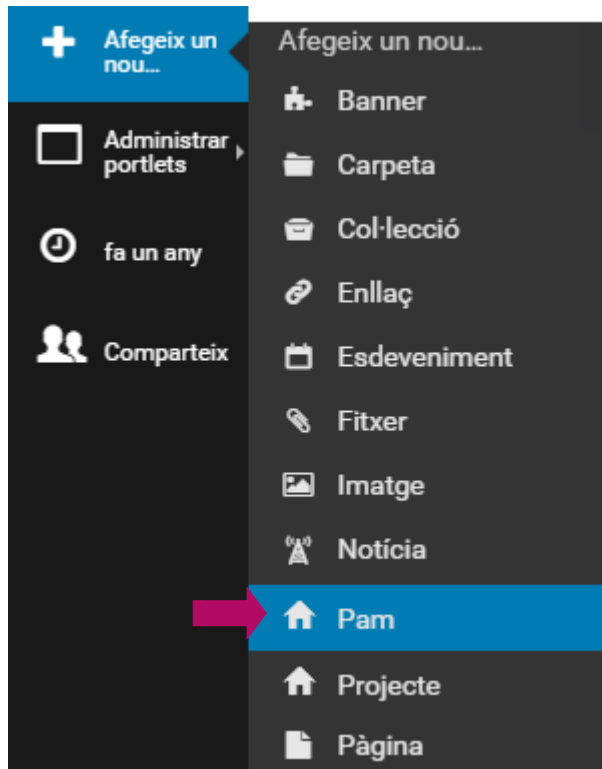 Afegeix un
nou...
Administrar
portlets
fa un any
Comparteix
Afegeix un nou...
Banner
Carpeta
Col·lecció
Enllaç
Esdeveniment
Fitxer
Imatge
Notícia
Pam
Projecte
Pàgina